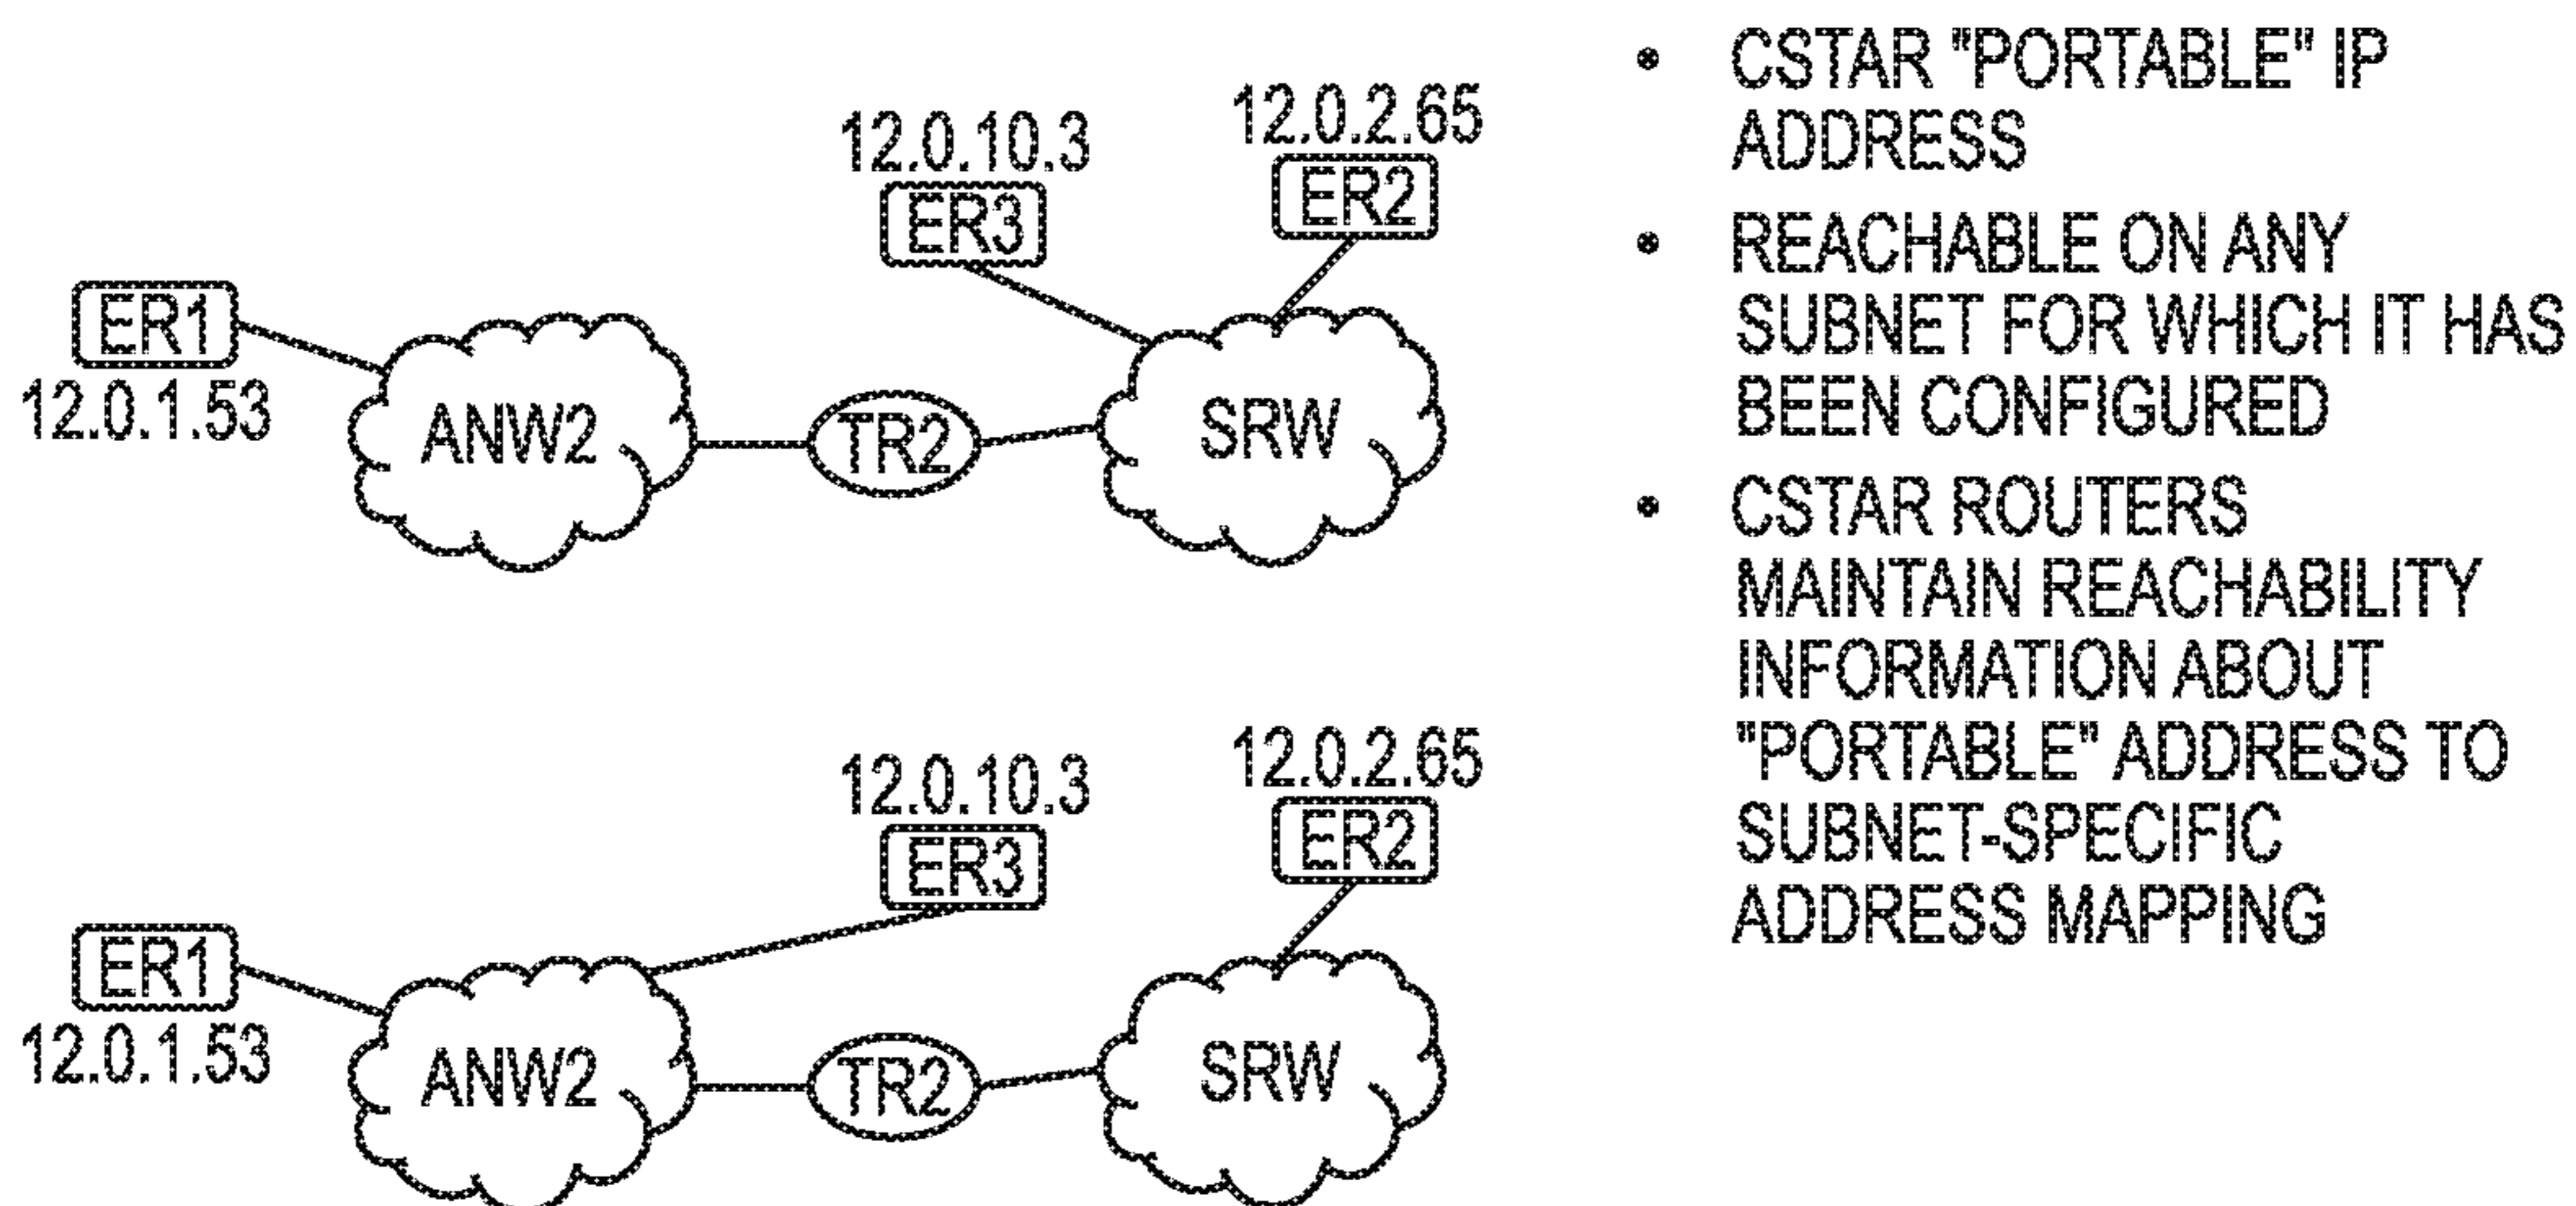 12.0.10.3
12.0.2.65
ER3
ER2
ER1
12.0.1.53
ANW2
TR2
SRW
12.0.10.3
12.0.2.65
ER3
ER2
ER1
12.0.1.53
ANW2
TR2
SRW
• CSTAR "PORTABLE" IP
ADDRESS
• REACHABLE ON ANY
SUBNET FOR WHICH IT HAS
BEEN CONFIGURED
• CSTAR ROUTERS
MAINTAIN REACHABILITY
INFORMATION ABOUT
"PORTABLE" ADDRESS TO
SUBNET-SPECIFIC
ADDRESS MAPPING